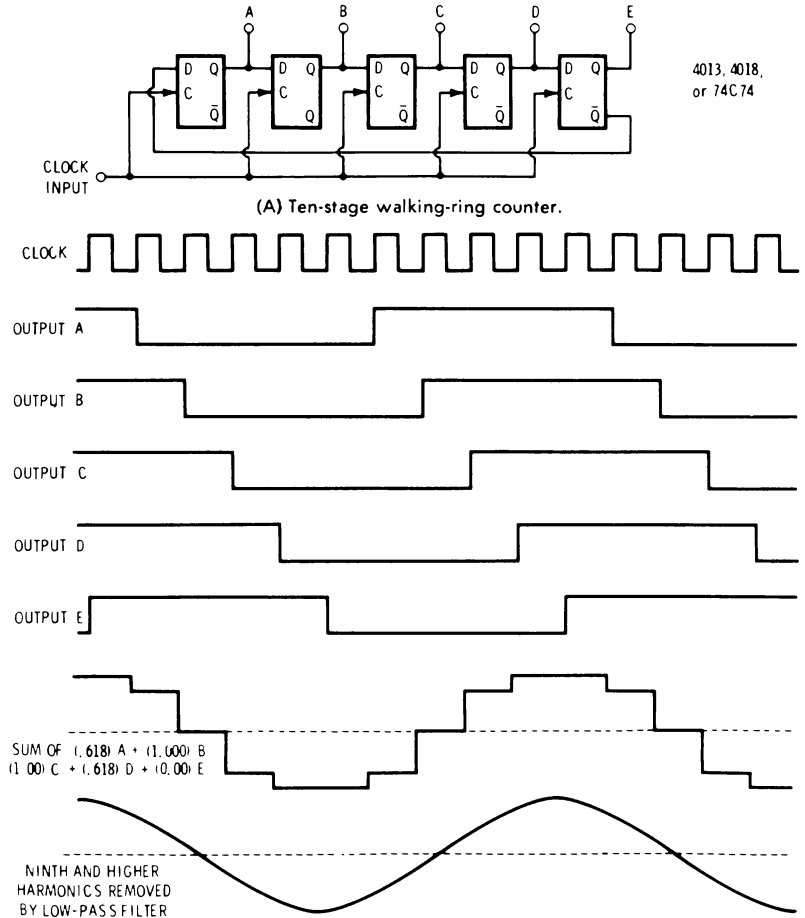 A B C D E
D Q D Q D Q D Q D Q
C C C C C
Q̅ Q Q̅ Q̅ Q̅
4013, 4018,
or 74C74
CLOCK
INPUT
(A) Ten-stage walking-ring counter.
CLOCK
OUTPUT A
OUTPUT B
OUTPUT C
OUTPUT D
OUTPUT E
SUM OF (.618) A + (1.000) B
(1 00) C + (.618) D + (0.00) E
NINTH AND HIGHER
HARMONICS REMOVED
BY LOW-PASS FILTER